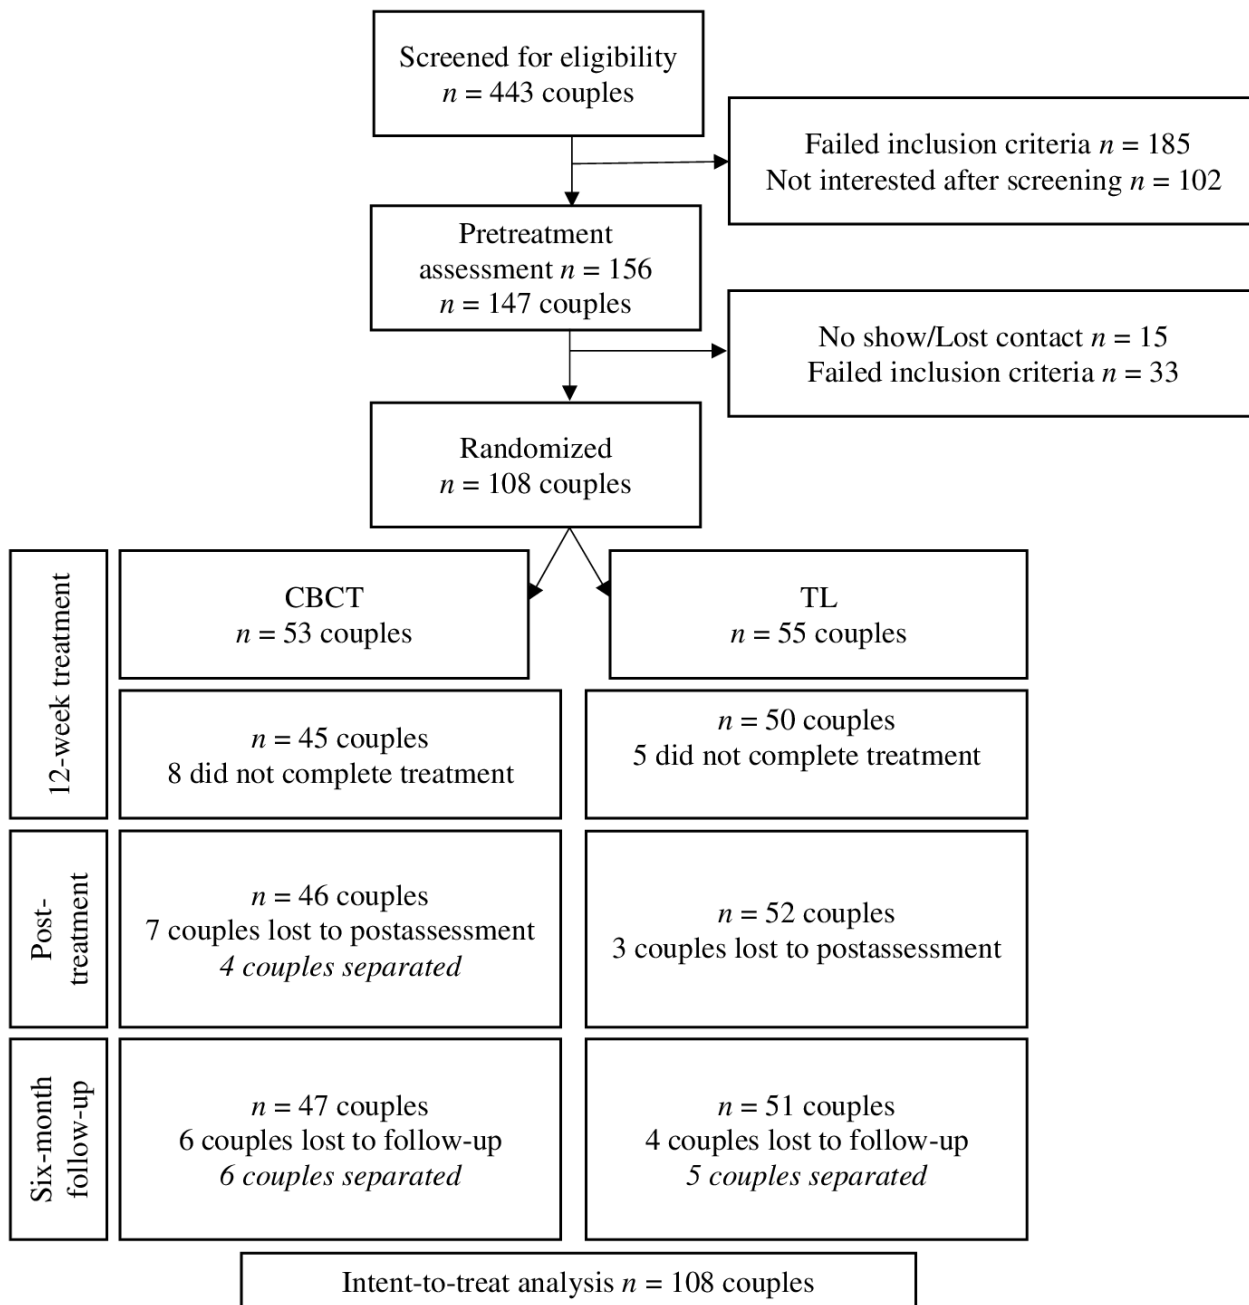 Screened for eligibility
n = 443 couples
Failed inclusion criteria n = 185
Not interested after screening n = 102
Pretreatment
assessment n = 156
n = 147 couples
No show/Lost contact n = 15
Failed inclusion criteria n = 33
Randomized
n = 108 couples
12-week treatment
CBCT
n = 53 couples
TL
n = 55 couples
n = 45 couples
8 did not complete treatment
n = 50 couples
5 did not complete treatment
Post-
treatment
n = 46 couples
7 couples lost to postassessment
4 couples separated
n = 52 couples
3 couples lost to postassessment
Six-month
follow-up
n = 47 couples
6 couples lost to follow-up
6 couples separated
n = 51 couples
4 couples lost to follow-up
5 couples separated
Intent-to-treat analysis n = 108 couples